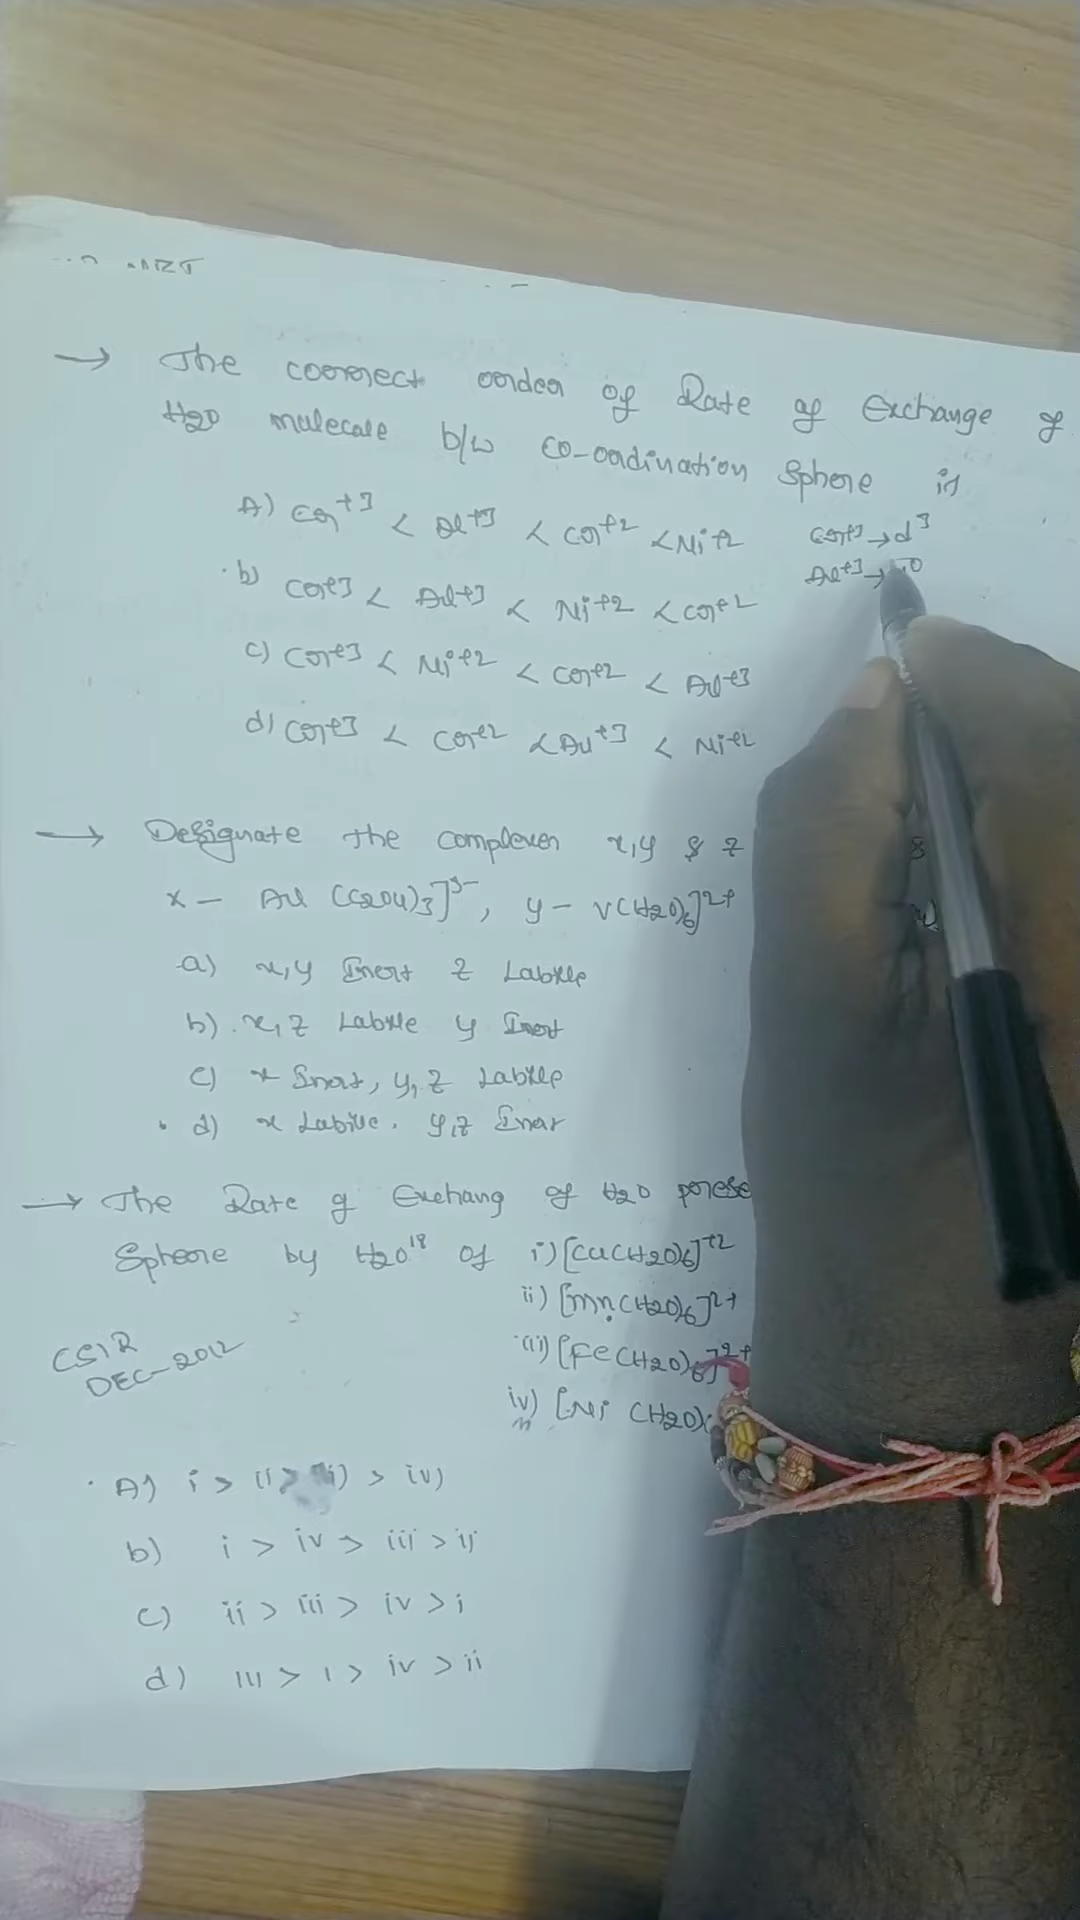 → The correct order of Rate of Exchange of
H2O molecule b/w co-ordination Sphere is
A) Cr+3 < Al+3 < Cr+2 < Ni+2
Cr+3 → d3
Al+3 →
b) Cr+3 < Al+3 < Ni+2 < Cr+2
c) Cr+3 < Ni+2 < Cr+2 < Al+3
d) Cr+3 < Cr+2 < Al+3 < Ni+2
→ Designate the complexes x,y & z
x – Al (C2O4)3]3-, y – V(H2O)6]2+
a) x,y Inert z Labile
b) x,z Labile y Inert
c) x Inert, y,z Labile
d) x Labile. y,z Iner
→ The Rate of Exchang of H2O prese
Sphere by H2O18 of i) [Cu(H2O)6]+2
ii) [Mn(H2O)6]2+
iii) [Fe(H2O)6]2+
iv) [Ni (H2O)
CSIR
DEC-2012
A) i > ii > iii) > iv)
b) i > iv > iii > ii
c) ii > iii > iv > i
d) iii > i > iv > ii